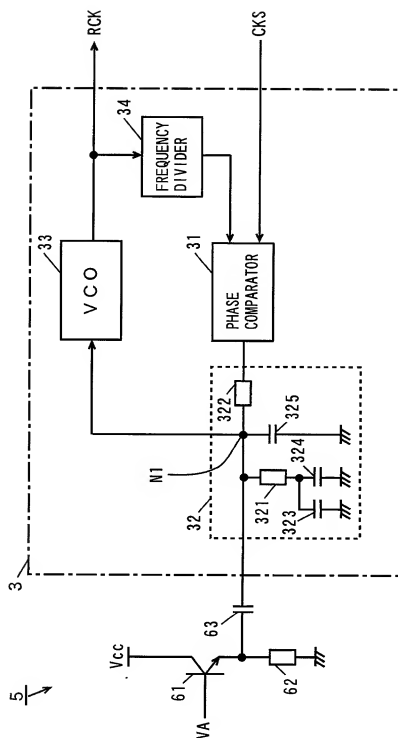 5
3
RCK
CKS
33
VCO
34
FREQUENCY
DIVIDER
31
PHASE
COMPARATOR
322
N1
32
325
321
324
323
63
Vcc
61
VA
62